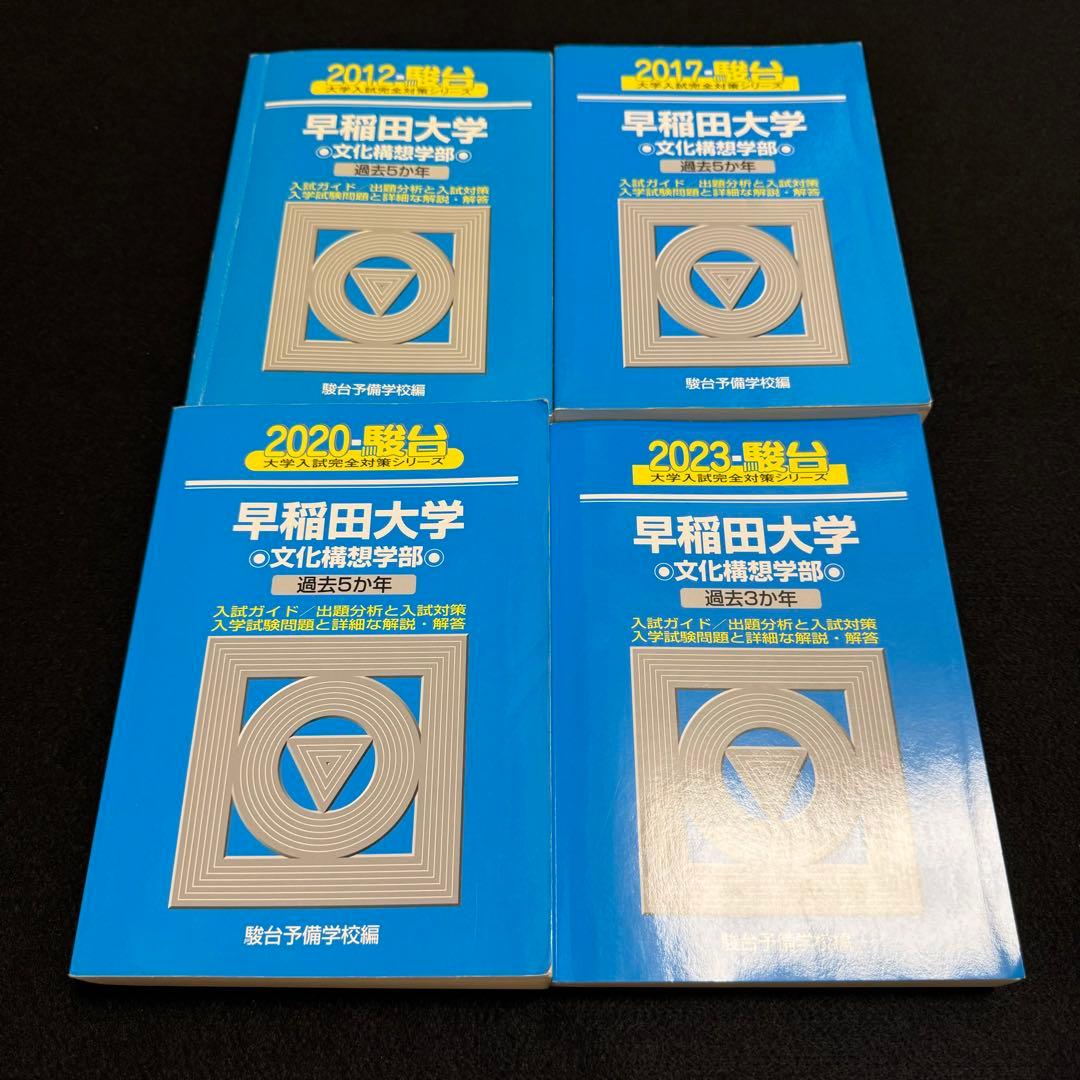 2012-駿台
大学入試完全対策シリーズ
早稲田大学
文化構想学部
過去5か年
入試ガイド/出題分析と入試対策
入学試験問題と詳細な解説・解答
駿台予備学校編
2017-駿台
大学入試完全対策シリーズ
早稲田大学
文化構想学部
過去5か年
入試ガイド/出題分析と入試対策
入学試験問題と詳細な解説・解答
駿台予備学校編
2020-駿台
大学入試完全対策シリーズ
早稲田大学
文化構想学部
過去5か年
入試ガイド/出題分析と入試対策
入学試験問題と詳細な解説・解答
駿台予備学校編
2023-駿台
大学入試完全対策シリーズ
早稲田大学
文化構想学部
過去3か年
入試ガイド/出題分析と入試対策
入学試験問題と詳細な解説・解答
駿台予備学校編